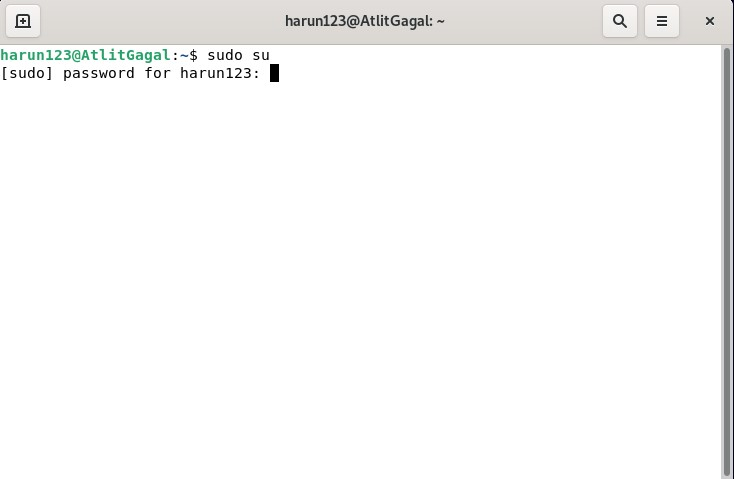 harun123@AtlitGagal: ~
harun123@AtlitGagal:~$ sudo su
[sudo] password for harun123: